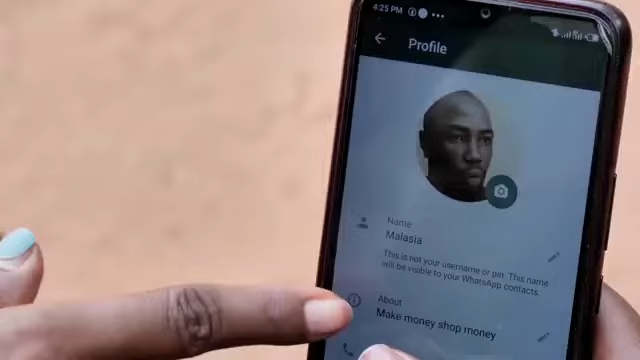 4:25 PM
Profile
Name
Malasia
This is not your username or pin. This name
will be visible to your WhatsApp contacts.
About
Make money shop money